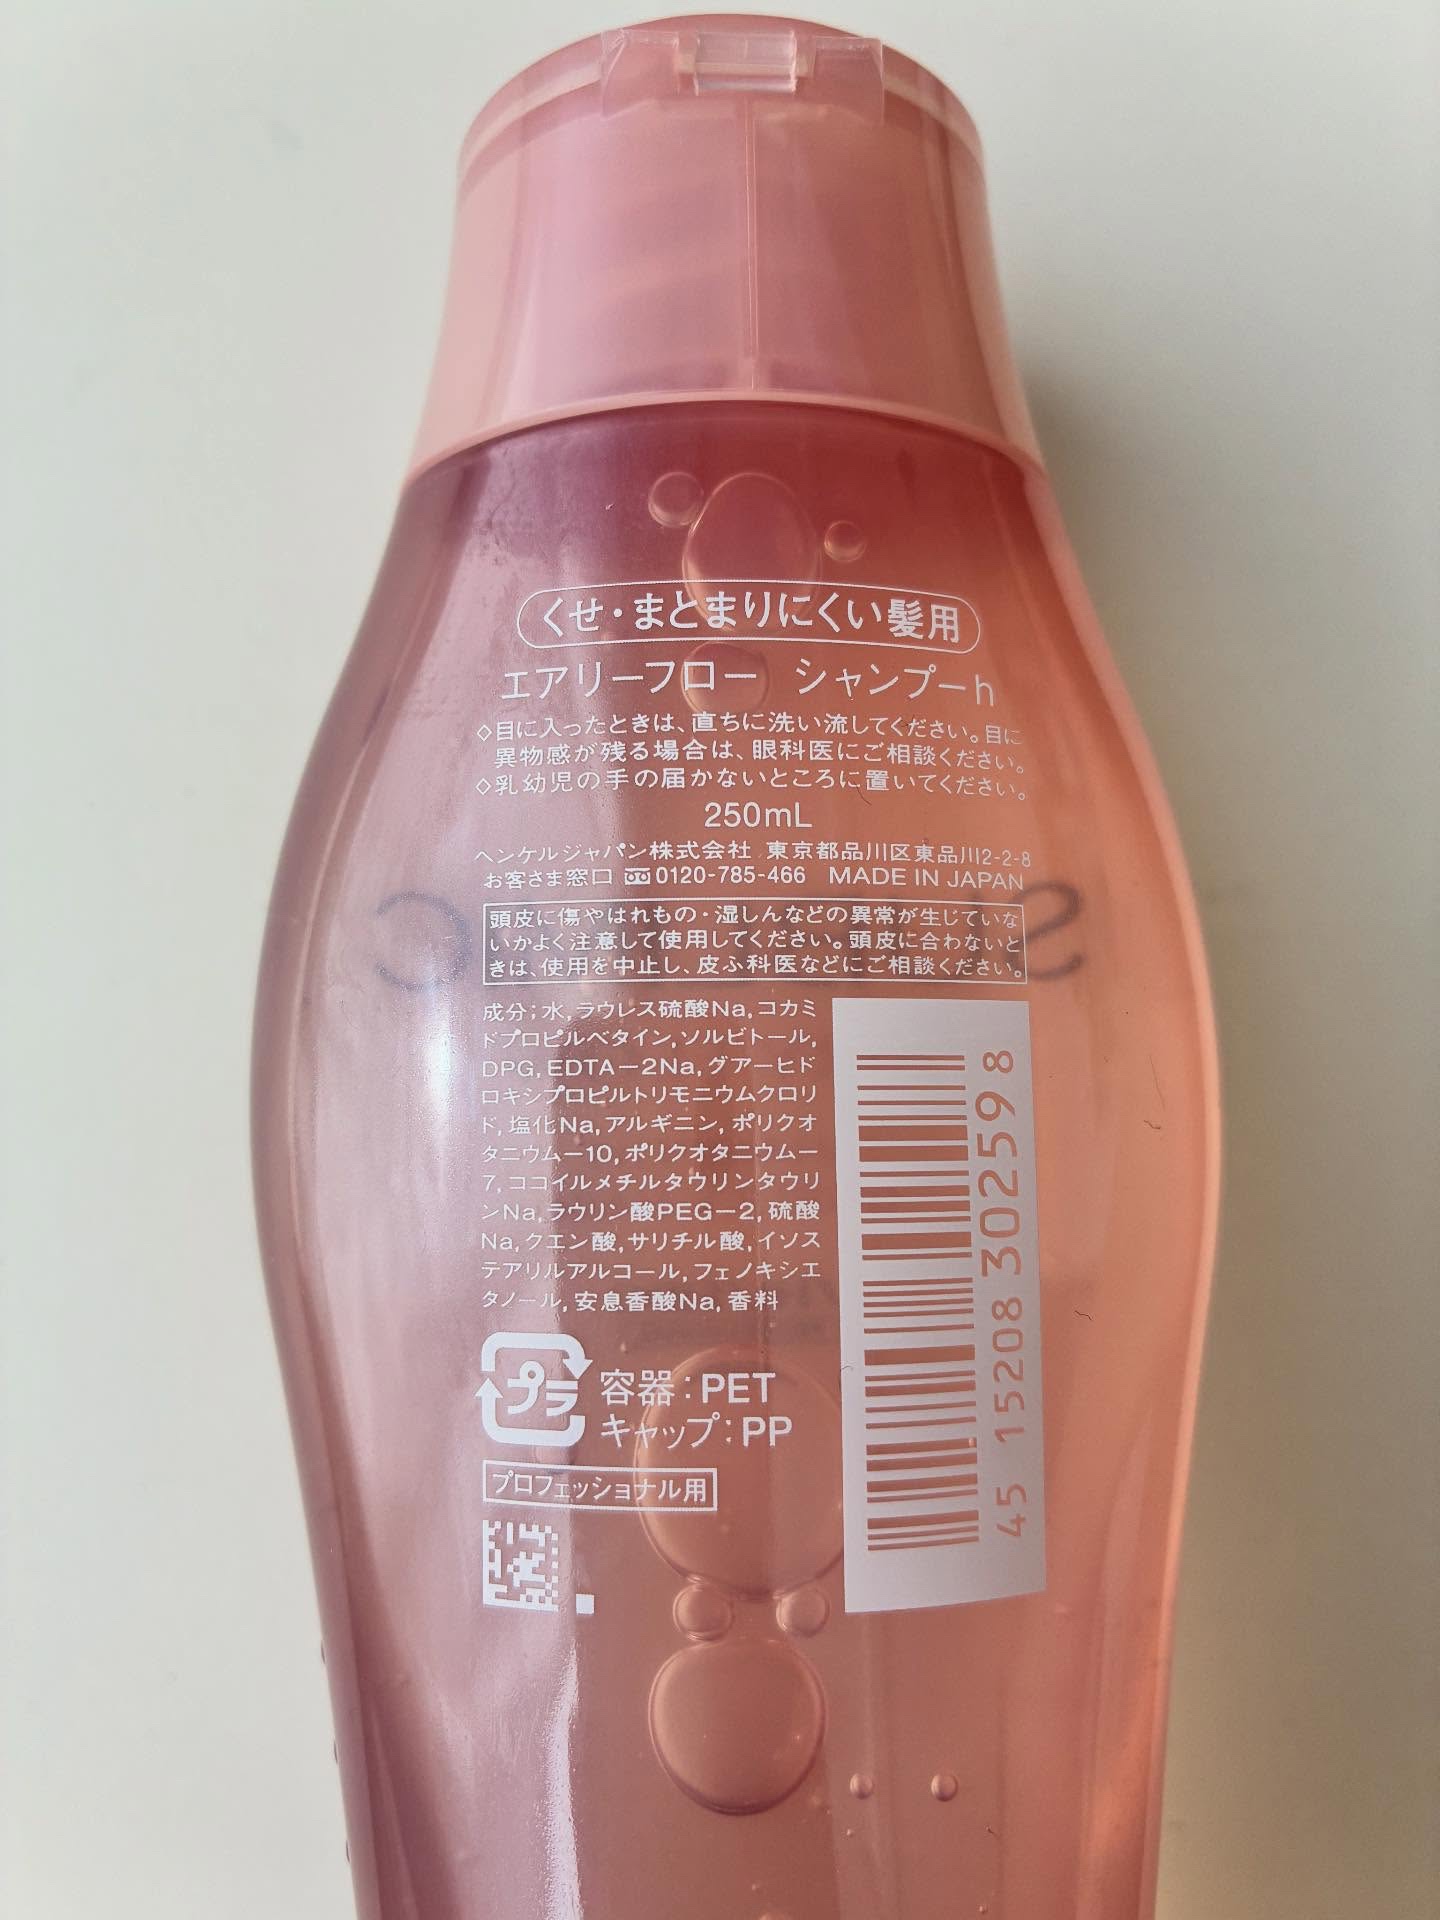 くせ・まとまりにくい髪用
エアリーフロー シャンプーh
◇目に入ったときは、直ちに洗い流してください。目に
異物感が残る場合は、眼科医にご相談ください。
◇乳幼児の手の届かないところに置いてください。
250mL
ヘンケルジャパン株式会社 東京都品川区東品川2-2-8
お客さま窓口 0120-785-466 MADE IN JAPAN
頭皮に傷やはれもの・湿しんなどの異常が生じていな
いかよく注意して使用してください。頭皮に合わないと
きは、使用を中止し、皮ふ科医などにご相談ください。
成分;水,ラウレス硫酸Na,コカミ
ドプロピルベタイン,ソルビトール,
DPG,EDTA-2Na,グアーヒド
ロキシプロピルトリモニウムクロリ
ド,塩化Na,アルギニン,ポリクオ
タニウム-10,ポリクオタニウム-
7,ココイルメチルタウリンタウリ
ンNa,ラウリン酸PEG-2,硫酸
Na,クエン酸,サリチル酸,イソス
テアリルアルコール,フェノキシエ
タノール,安息香酸Na,香料
プラ
容器:PET
キャップ:PP
プロフェッショナル用
45 15208 302598